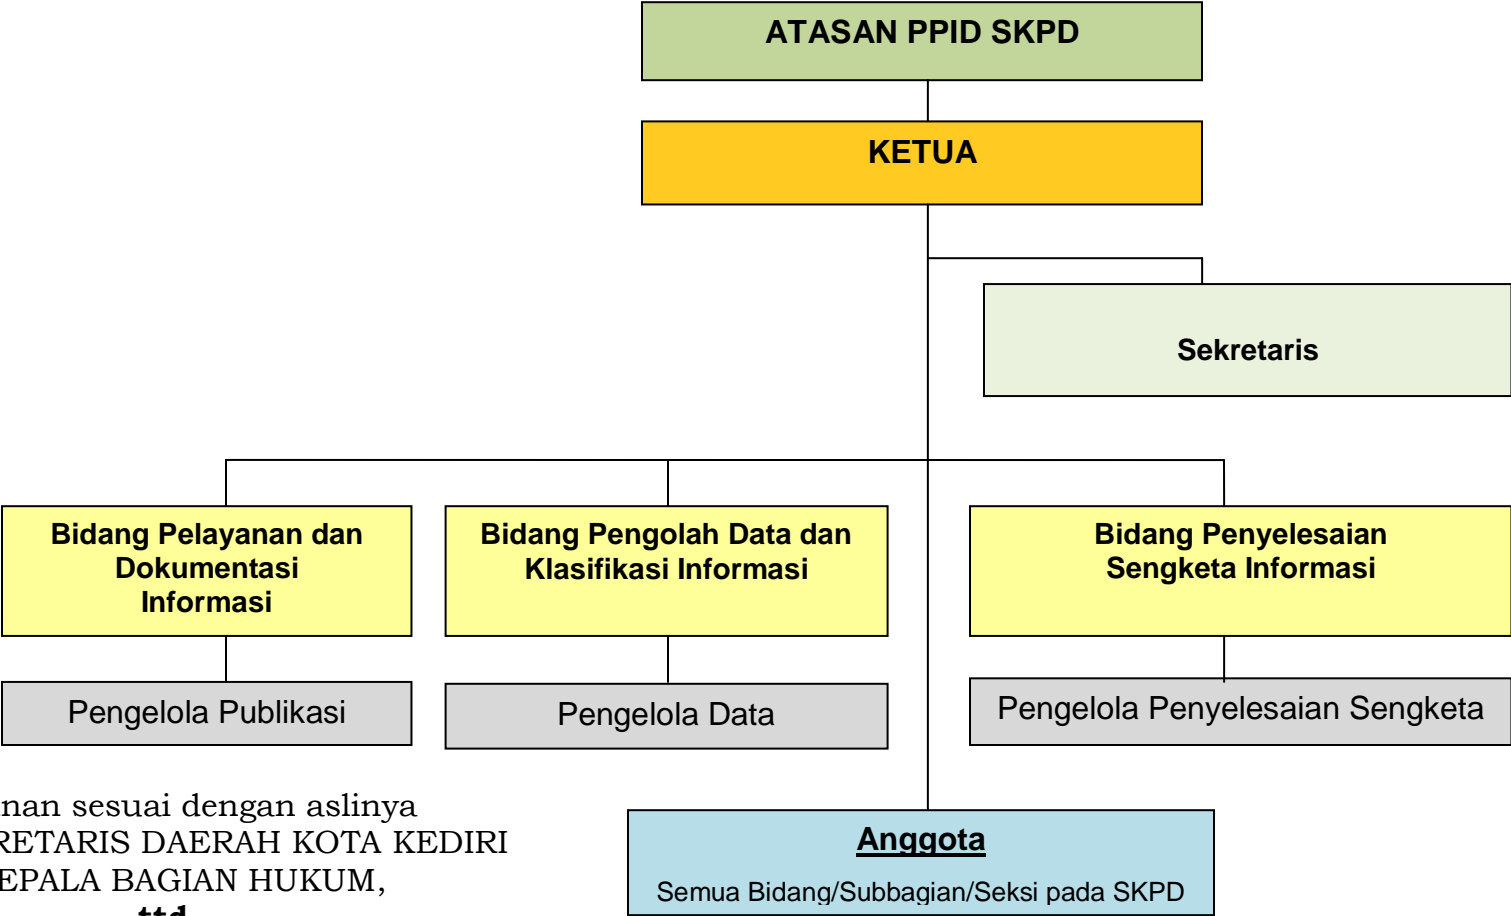 ATASAN PPID SKPD
KETUA
Sekretaris
Bidang Pelayanan dan
Dokumentasi
Informasi
Bidang Pengolah Data dan
Klasifikasi Informasi
Bidang Penyelesaian
Sengketa Informasi
Pengelola Publikasi
Pengelola Data
Pengelola Penyelesaian Sengketa
nan sesuai dengan aslinya
RETARIS DAERAH KOTA KEDIRI
EPALA BAGIAN HUKUM,
ttd
Anggota
Semua Bidang/Subbagian/Seksi pada SKPD